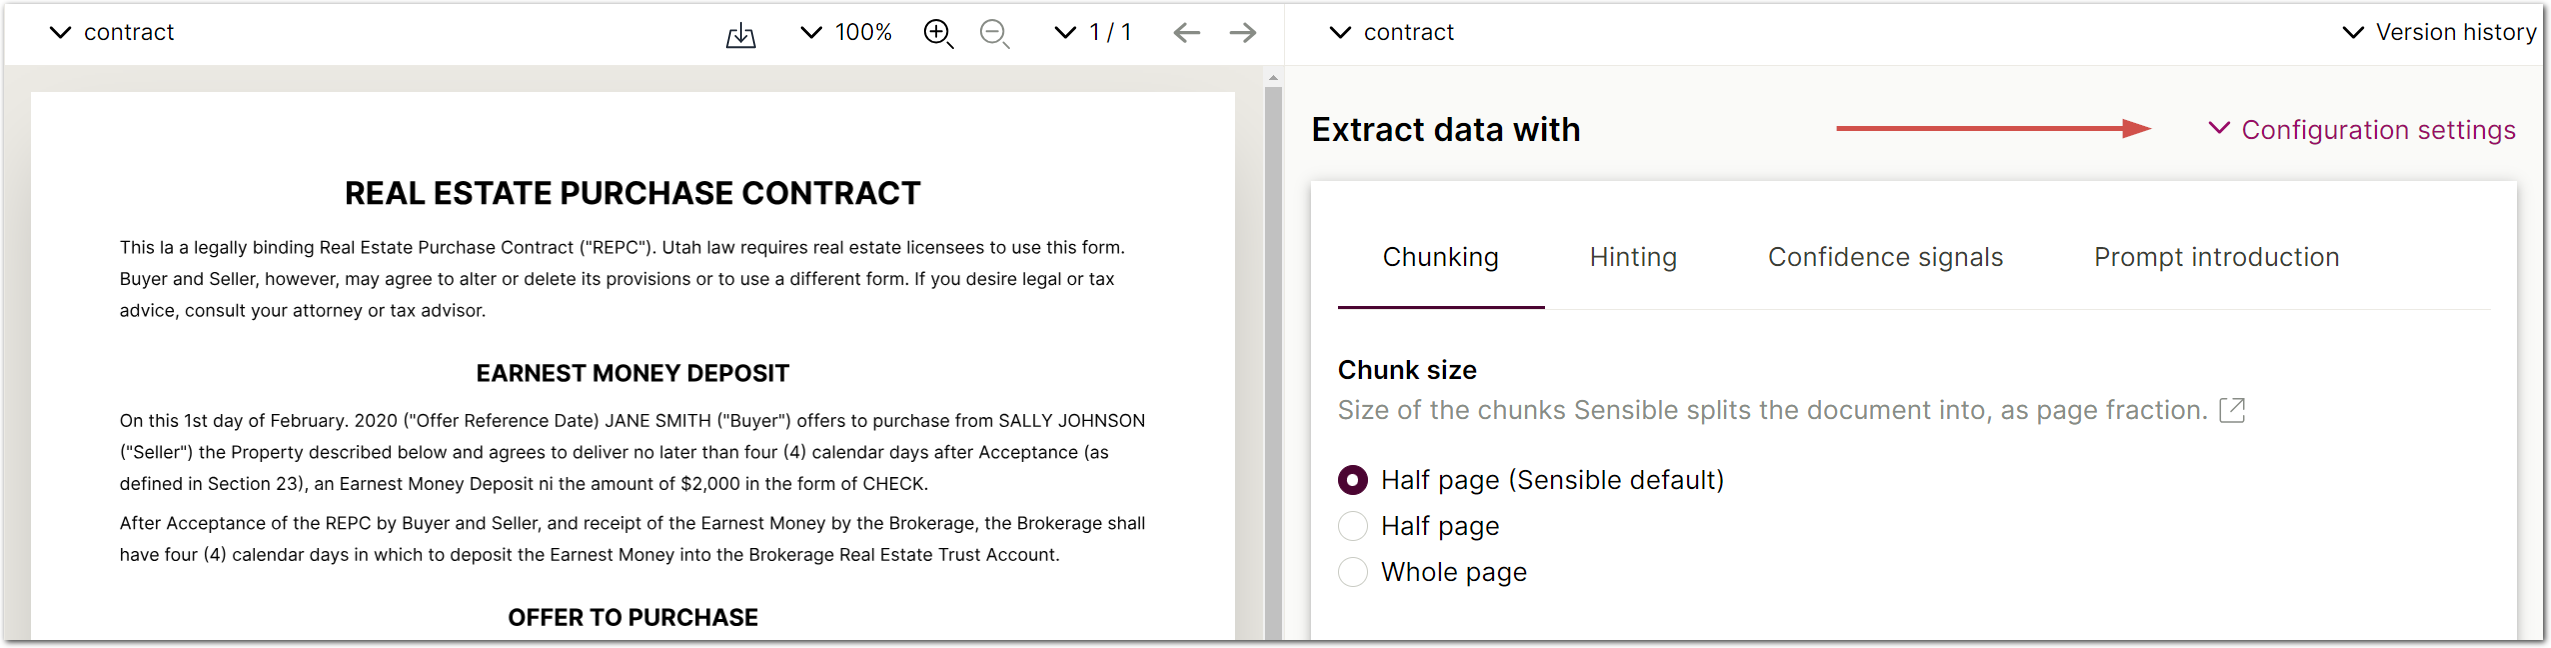 contract
100%
1 / 1
contract
Version history
REAL ESTATE PURCHASE CONTRACT
This la a legally binding Real Estate Purchase Contract ("REPC"). Utah law requires real estate licensees to use this form.
Buyer and Seller, however, may agree to alter or delete its provisions or to use a different form. If you desire legal or tax
advice, consult your attorney or tax advisor.
EARNEST MONEY DEPOSIT
On this 1st day of February. 2020 ("Offer Reference Date) JANE SMITH ("Buyer") offers to purchase from SALLY JOHNSON
("Seller") the Property described below and agrees to deliver no later than four (4) calendar days after Acceptance (as
defined in Section 23), an Earnest Money Deposit ni the amount of $2,000 in the form of CHECK.
After Acceptance of the REPC by Buyer and Seller, and receipt of the Earnest Money by the Brokerage, the Brokerage shall
have four (4) calendar days in which to deposit the Earnest Money into the Brokerage Real Estate Trust Account.
OFFER TO PURCHASE
Extract data with
Configuration settings
Chunking
Hinting
Confidence signals
Prompt introduction
Chunk size
Size of the chunks Sensible splits the document into, as page fraction.
Half page (Sensible default)
Half page
Whole page